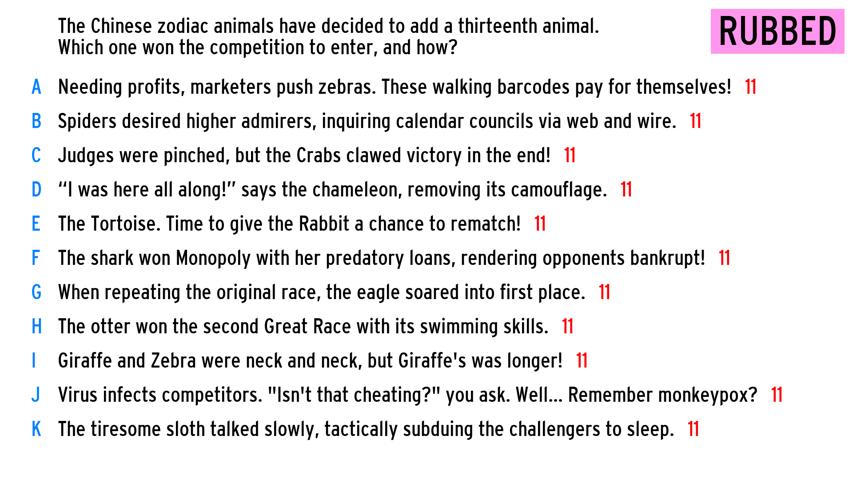 The Chinese zodiac animals have decided to add a thirteenth animal.
Which one won the competition to enter, and how?
RUBBED
A Needing profits, marketers push zebras. These walking barcodes pay for themselves! 11
B Spiders desired higher admirers, inquiring calendar councils via web and wire. 11
C Judges were pinched, but the Crabs clawed victory in the end! 11
D “I was here all along!” says the chameleon, removing its camouflage. 11
E The Tortoise. Time to give the Rabbit a chance to rematch! 11
F The shark won Monopoly with her predatory loans, rendering opponents bankrupt! 11
G When repeating the original race, the eagle soared into first place. 11
H The otter won the second Great Race with its swimming skills. 11
I Giraffe and Zebra were neck and neck, but Giraffe's was longer! 11
J Virus infects competitors. "Isn't that cheating?" you ask. Well... Remember monkeypox? 11
K The tiresome sloth talked slowly, tactically subduing the challengers to sleep. 11